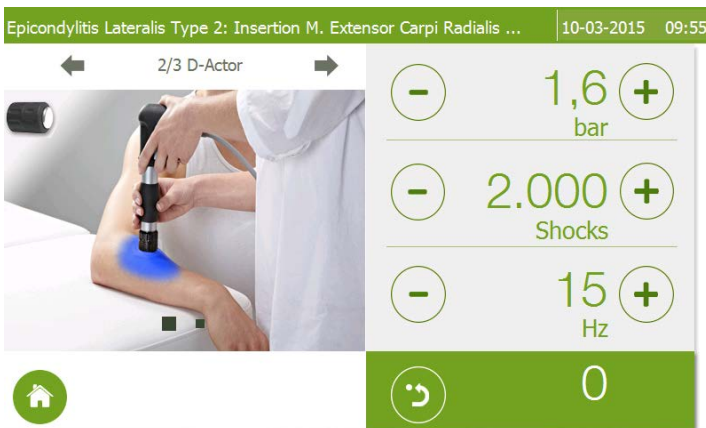 Epicondylitis Lateralis Type 2: Insertion M. Extensor Carpi Radialis ...
10-03-2015 09:55
2/3 D-Actor
1,6
bar
2.000
Shocks
15
Hz
0